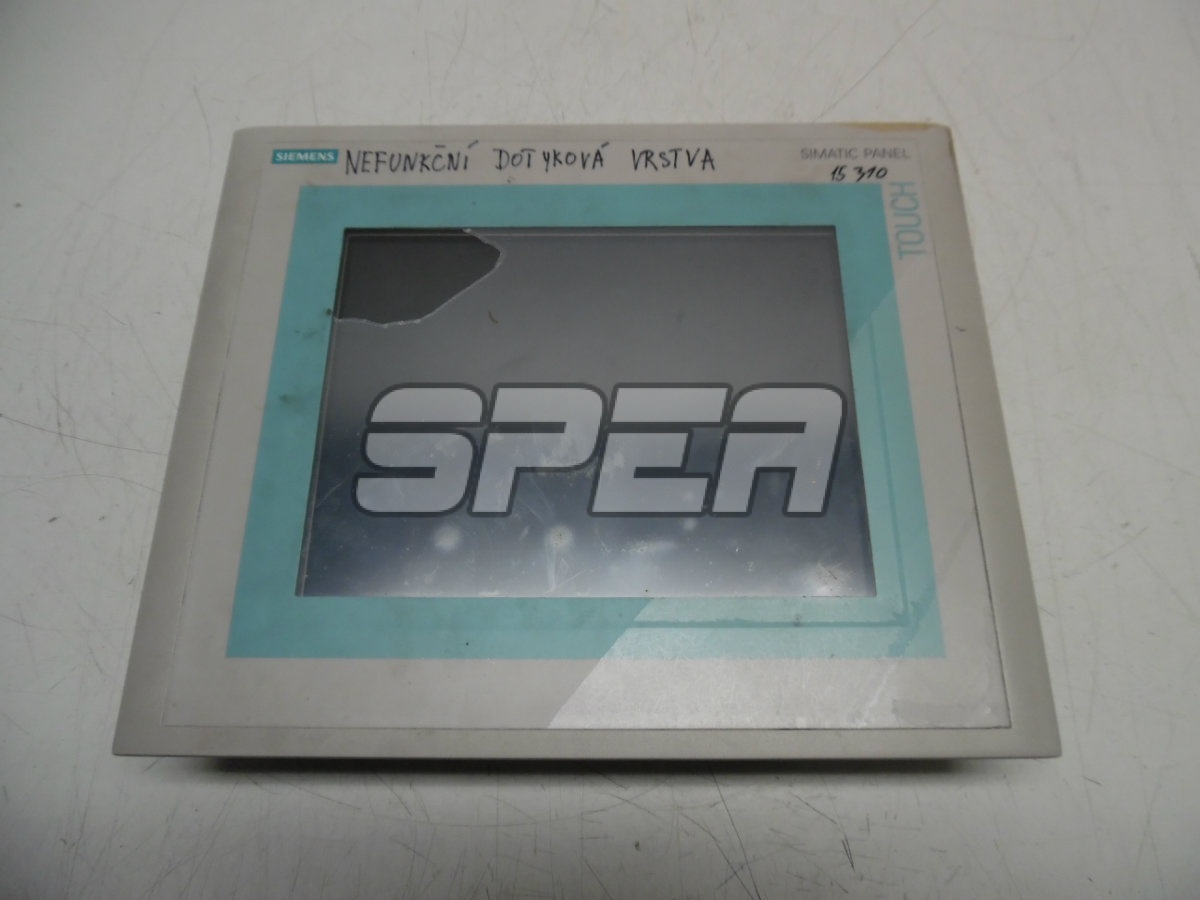 SIEMENS NEFUNKČNÍ DOTYKOVÁ VRSTVA SIMATIC PANEL
15 310
TOUCH
SPEA